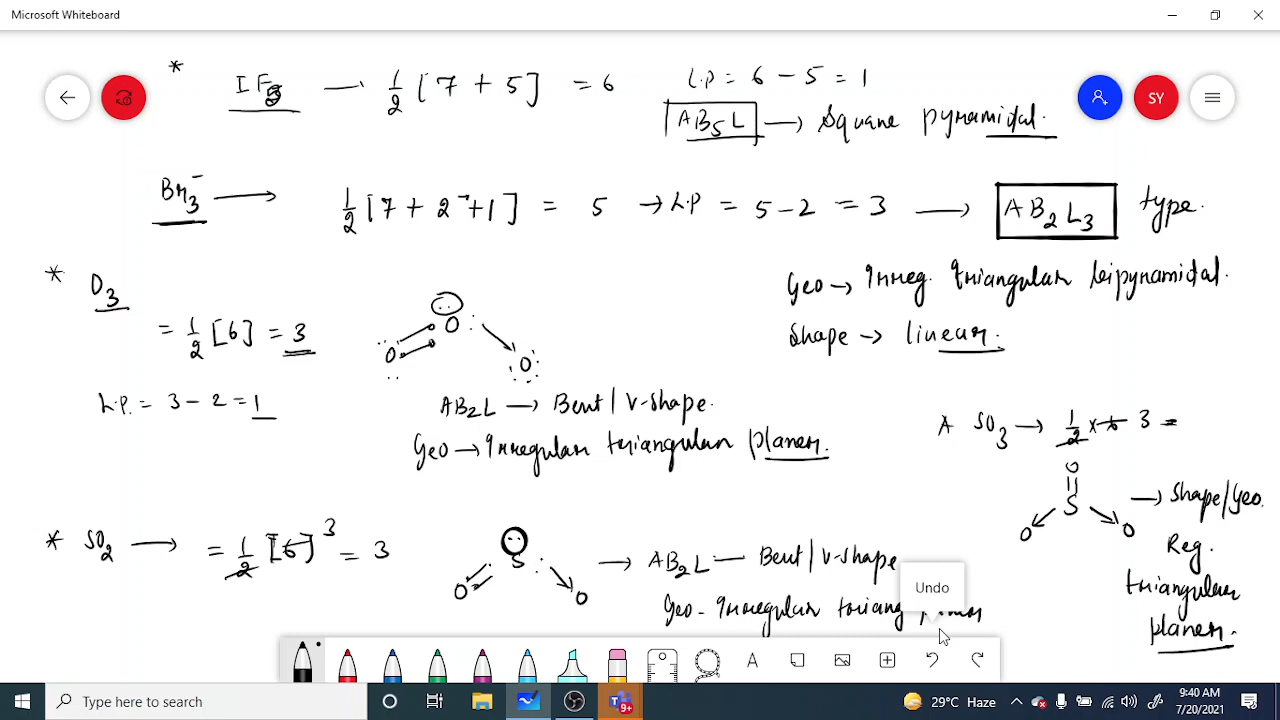 Microsoft Whiteboard
* IF5 → 1/2 [7 + 5] = 6 L.P = 6 - 5 = 1
AB5L → Square pyramidal.
SY
Br3⁻ → 1/2 [7 + 2 + 1] = 5 → L.P = 5 - 2 = 3 → AB2L3 type.
Geo → Irreg. triangular bipyramidal.
Shape → linear.
* O3
= 1/2 [6] = 3
L.P. = 3 - 2 = 1
O O O
AB2L → Bent / V-shape.
Geo → Irregular triangular planer.
* SO3 → 1/2 × 6 3 =
O
S
O O
→ Shape/Geo.
Reg.
triangular
planer.
* SO2 → = 1/2 [6] 3 = 3
S
O O
→ AB2L — Bent / V-shape
Geo - Irregular triang
Undo
A
Type here to search
9+
29°C Haze
9:40 AM
7/20/2021